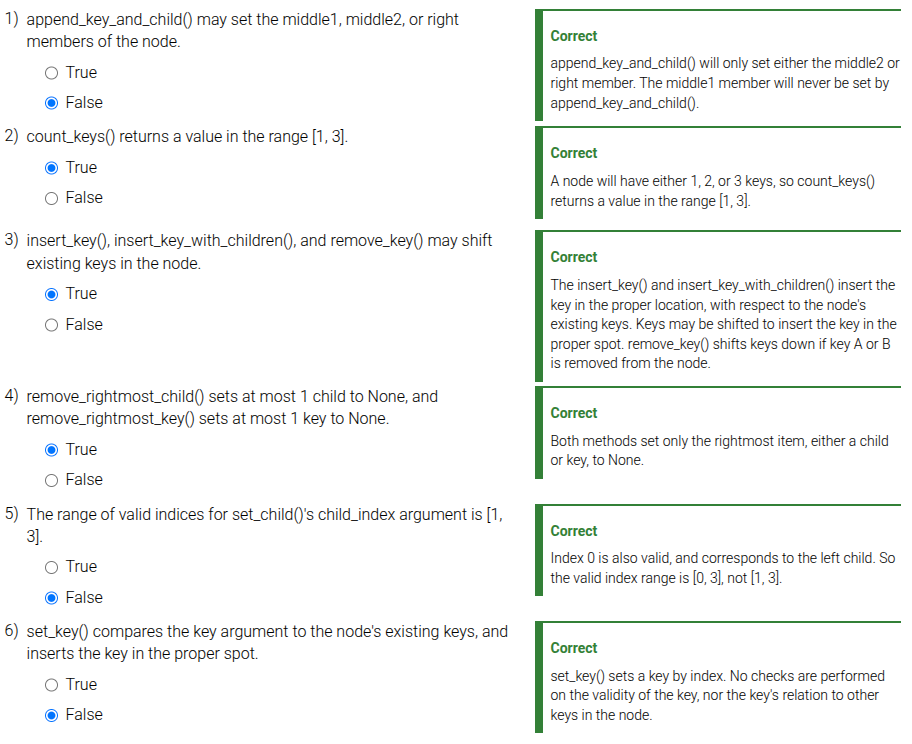 1) append_key_and_child() may set the middle1, middle2, or right
members of the node.
True
False
Correct
append_key_and_child() will only set either the middle2 or
right member. The middle1 member will never be set by
append_key_and_child().
2) count_keys() returns a value in the range [1, 3].
True
False
Correct
A node will have either 1, 2, or 3 keys, so count_keys()
returns a value in the range [1, 3].
3) insert_key(), insert_key_with_children(), and remove_key() may shift
existing keys in the node.
True
False
Correct
The insert_key() and insert_key_with_children() insert the
key in the proper location, with respect to the node's
existing keys. Keys may be shifted to insert the key in the
proper spot. remove_key() shifts keys down if key A or B
is removed from the node.
4) remove_rightmost_child() sets at most 1 child to None, and
remove_rightmost_key() sets at most 1 key to None.
True
False
Correct
Both methods set only the rightmost item, either a child
or key, to None.
5) The range of valid indices for set_child()'s child_index argument is [1,
3].
True
False
Correct
Index 0 is also valid, and corresponds to the left child. So
the valid index range is [0, 3], not [1, 3].
6) set_key() compares the key argument to the node's existing keys, and
inserts the key in the proper spot.
True
False
Correct
set_key() sets a key by index. No checks are performed
on the validity of the key, nor the key's relation to other
keys in the node.